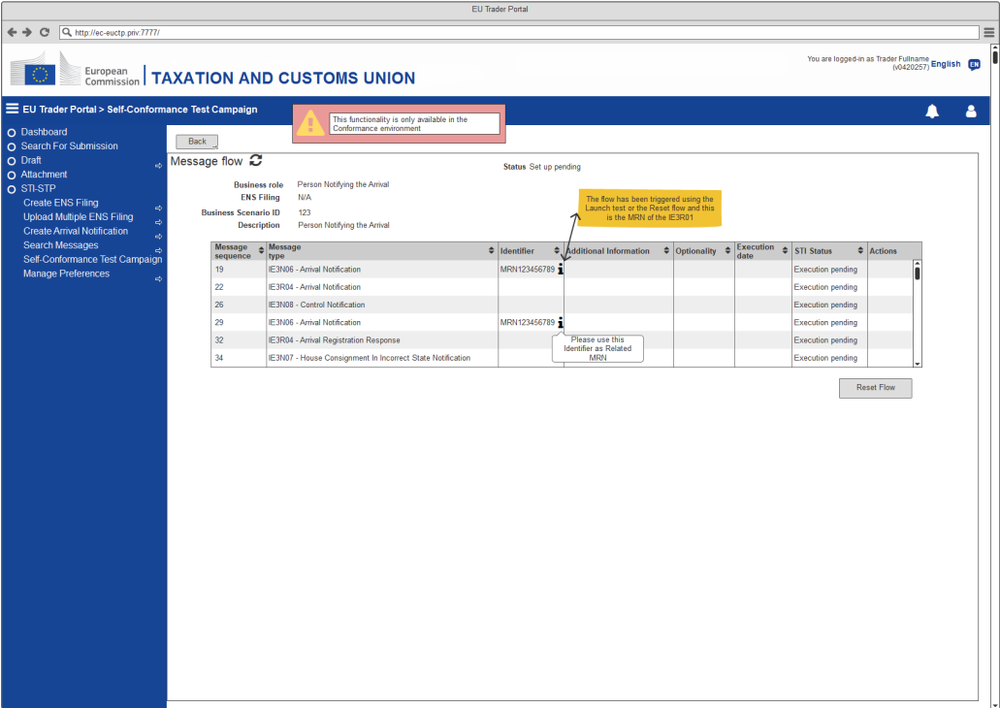 EU Trader Portal
http://ec-euctp.priv:7777/
European
Commission
TAXATION AND CUSTOMS UNION
You are logged-in as Trader Fullname
(v0420257)
English EN
EU Trader Portal > Self-Conformance Test Campaign
This functionality is only available in the
Conformance environment
Dashboard
Search For Submission
Draft
Attachment
STI-STP
Create ENS Filing
Upload Multiple ENS Filing
Create Arrival Notification
Search Messages
Self-Conformance Test Campaign
Manage Preferences
Back
Message flow
Status Set up pending
Business role Person Notifying the Arrival
ENS Filing N/A
Business Scenario ID 123
Description Person Notifying the Arrival
The flow has been triggered using the
Launch test or the Reset flow and this
is the MRN of the IE3R01
Message sequence Message type Identifier Additional Information Optionality Execution date STI Status Actions
19 IE3N06 - Arrival Notification MRN123456789 Execution pending
22 IE3R04 - Arrival Notification Execution pending
26 IE3N08 - Control Notification Execution pending
29 IE3N06 - Arrival Notification MRN123456789 Execution pending
32 IE3R04 - Arrival Registration Response Execution pending
34 IE3N07 - House Consignment In Incorrect State Notification Execution pending
Please use this
Identifier as Related
MRN
Reset Flow